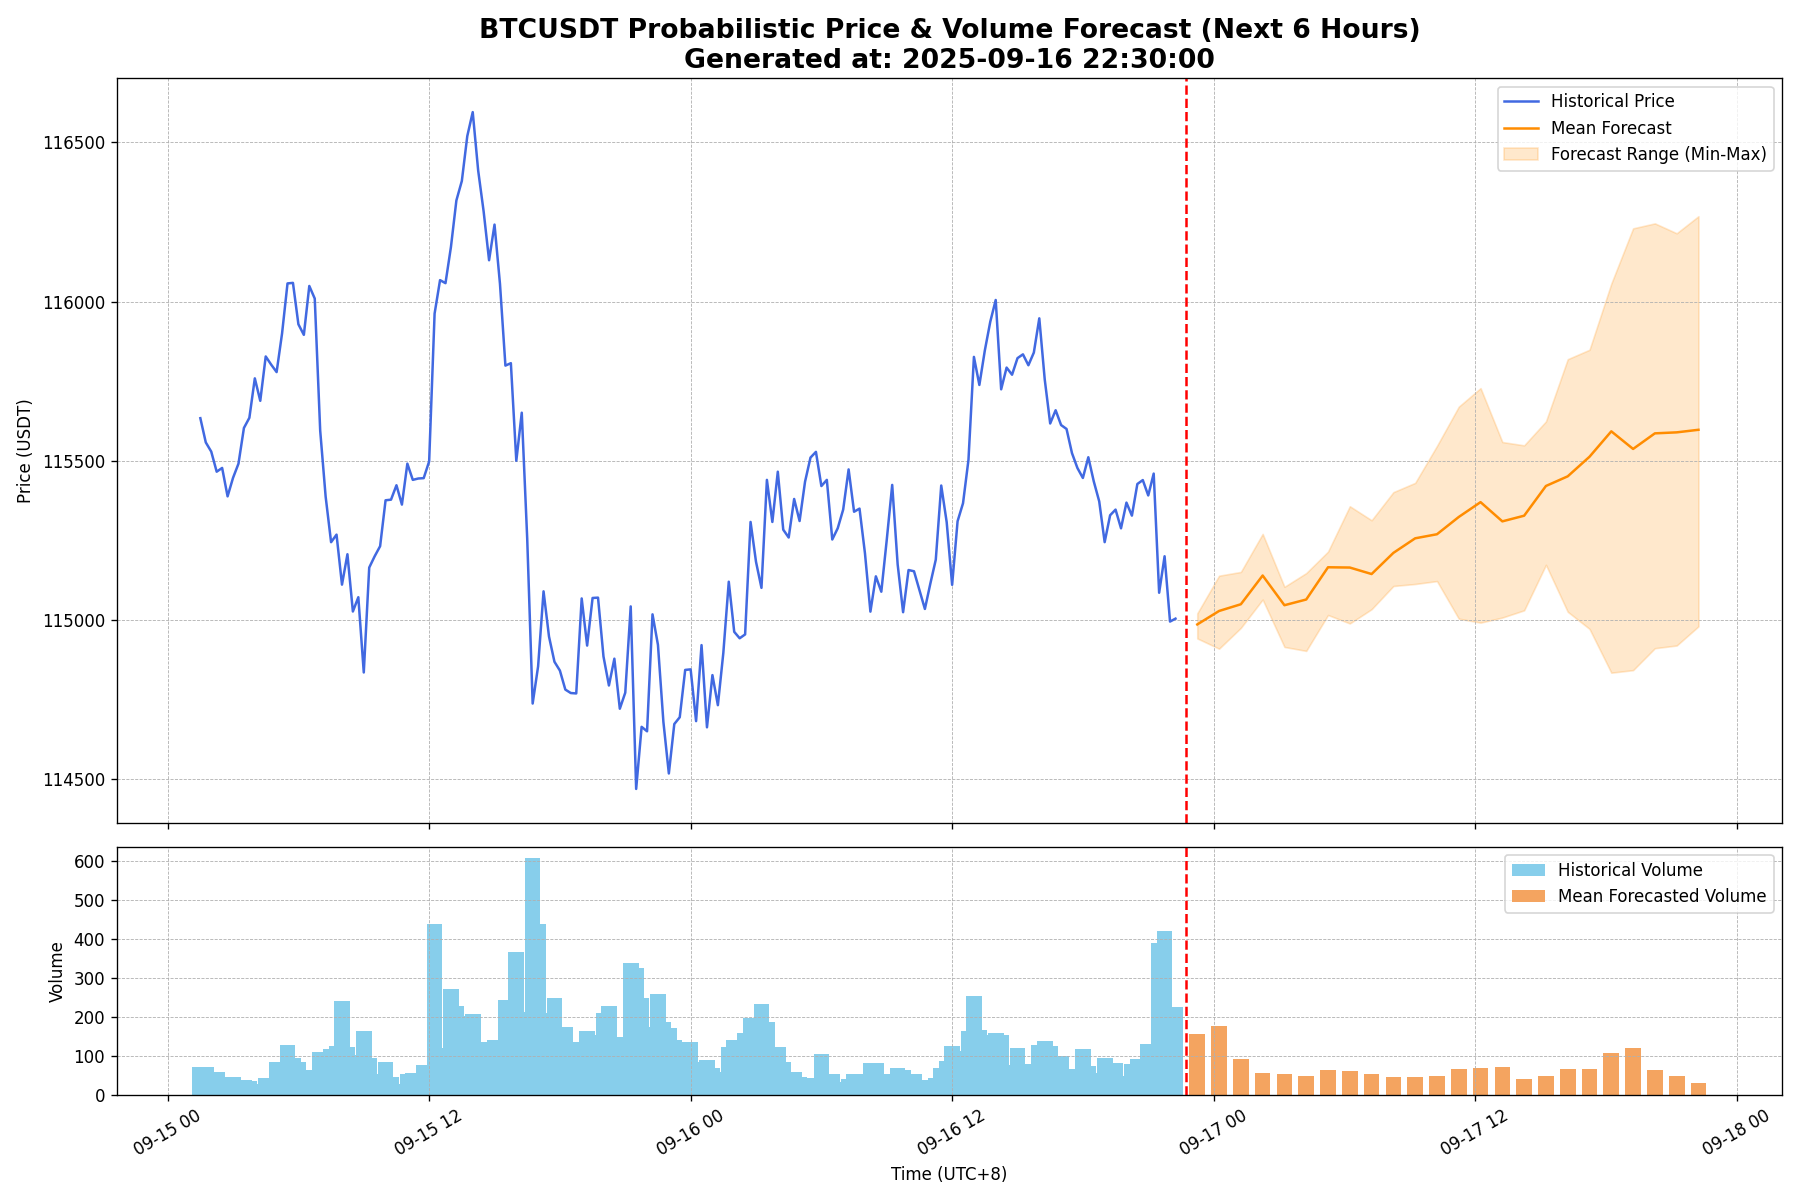 BTCUSDT Probabilistic Price & Volume Forecast (Next 6 Hours)
Generated at: 2025-09-16 22:30:00
Historical Price
Mean Forecast
Forecast Range (Min-Max)
116500
116000
115500
115000
114500
Price (USDT)
Historical Volume
Mean Forecasted Volume
600
500
400
300
200
100
0
Volume
09-15 00
09-15 12
09-16 00
09-16 12
09-17 00
09-17 12
09-18 00
Time (UTC+8)